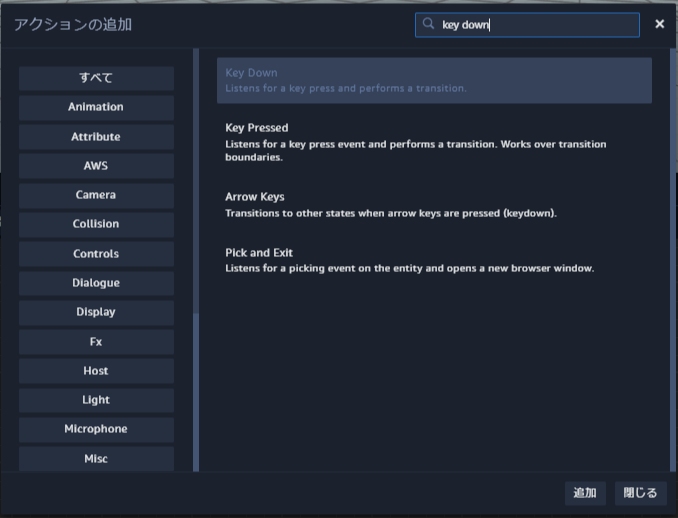 アクションの追加
key down
すべて
Animation
Attribute
AWS
Camera
Collision
Controls
Dialogue
Display
Fx
Host
Light
Microphone
Misc
Key Down
Listens for a key press and performs a transition.
Key Pressed
Listens for a key press event and performs a transition. Works over transition
boundaries.
Arrow Keys
Transitions to other states when arrow keys are pressed (keydown).
Pick and Exit
Listens for a picking event on the entity and opens a new browser window.
追加
閉じる